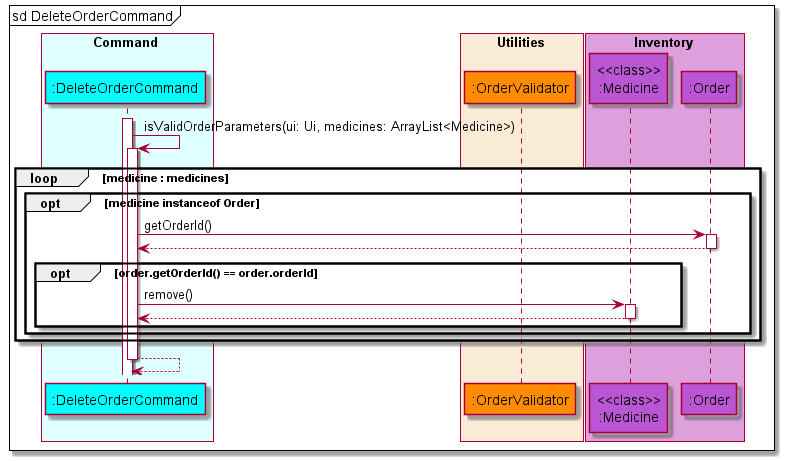 sd DeleteOrderCommand
Command
Utilities
Inventory
:DeleteOrderCommand
:OrderValidator
<<class>>
:Medicine
:Order
isValidOrderParameters(ui: Ui, medicines: ArrayList<Medicine>)
loop [medicine : medicines]
opt [medicine instanceof Order]
getOrderId()
opt [order.getOrderId() == order.orderId]
remove()
:DeleteOrderCommand
:OrderValidator
<<class>>
:Medicine
:Order